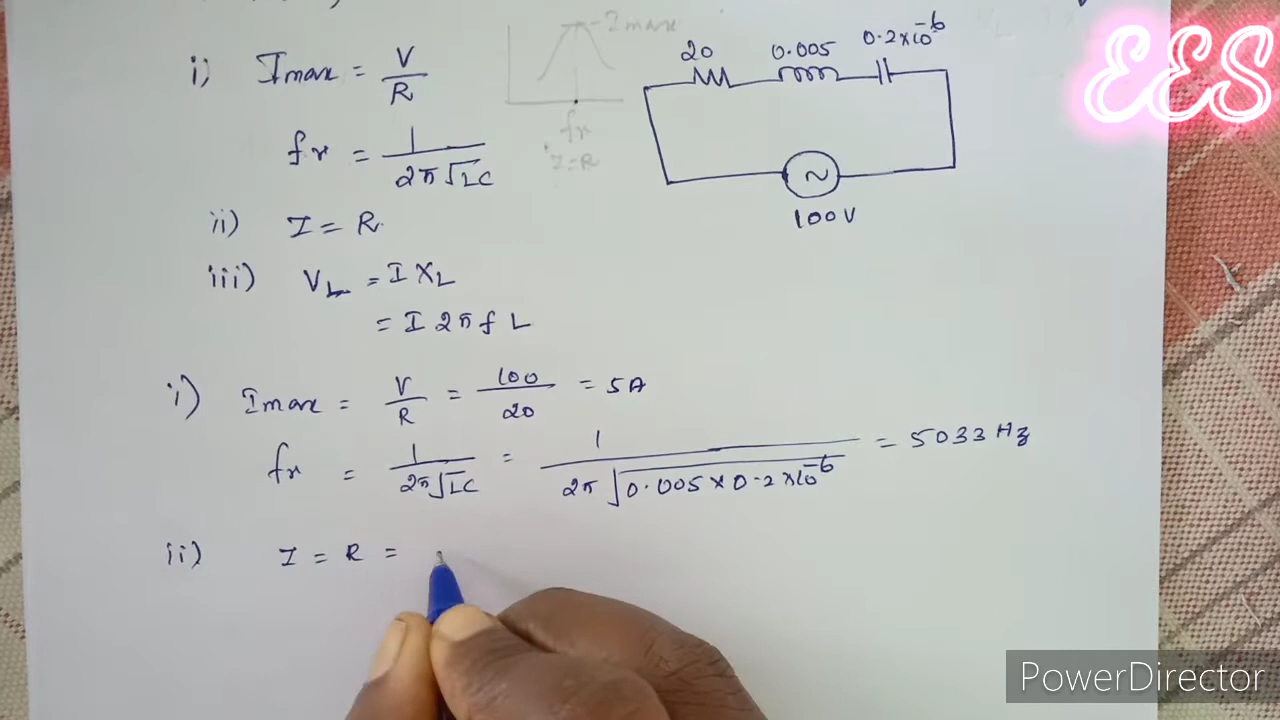 i) Imax = V/R
fr = 1/2π√LC
ii) Z = R.
iii) VL = I XL
= I 2π f L
Imax
fr
Z=R
20 0.005 0.2×10^-6
100V
EES
i) Imax = V/R = 100/20 = 5A
fr = 1/2π√LC = 1/2π√0.005×0.2×10^-6 = 5033 Hz
ii) Z = R =
PowerDirector